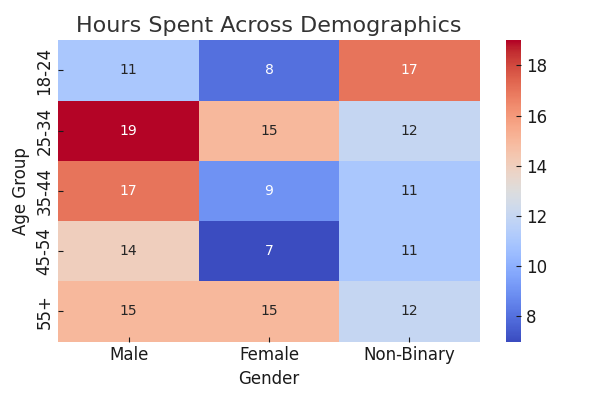 Hours Spent Across Demographics
Age Group
18-24 11 8 17
25-34 19 15 12
35-44 17 9 11
45-54 14 7 11
55+ 15 15 12
Male Female Non-Binary
Gender
18
16
14
12
10
8